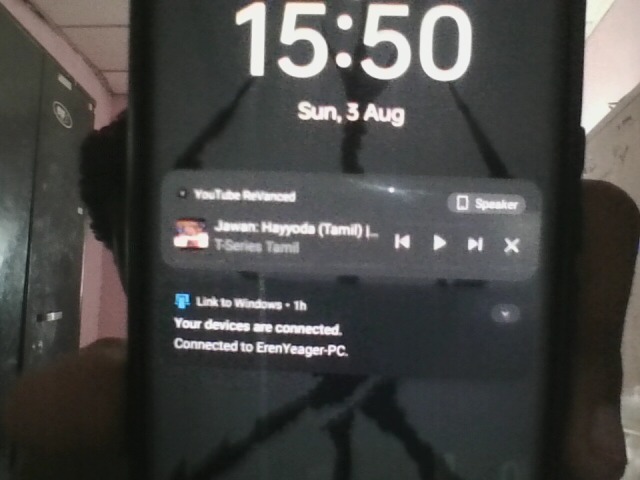 15:50
Sun, 3 Aug
YouTube ReVanced
Speaker
Jawan: Hayyoda (Tamil) |...
T-Series Tamil
Link to Windows • 1h
Your devices are connected.
Connected to ErenYeager-PC.